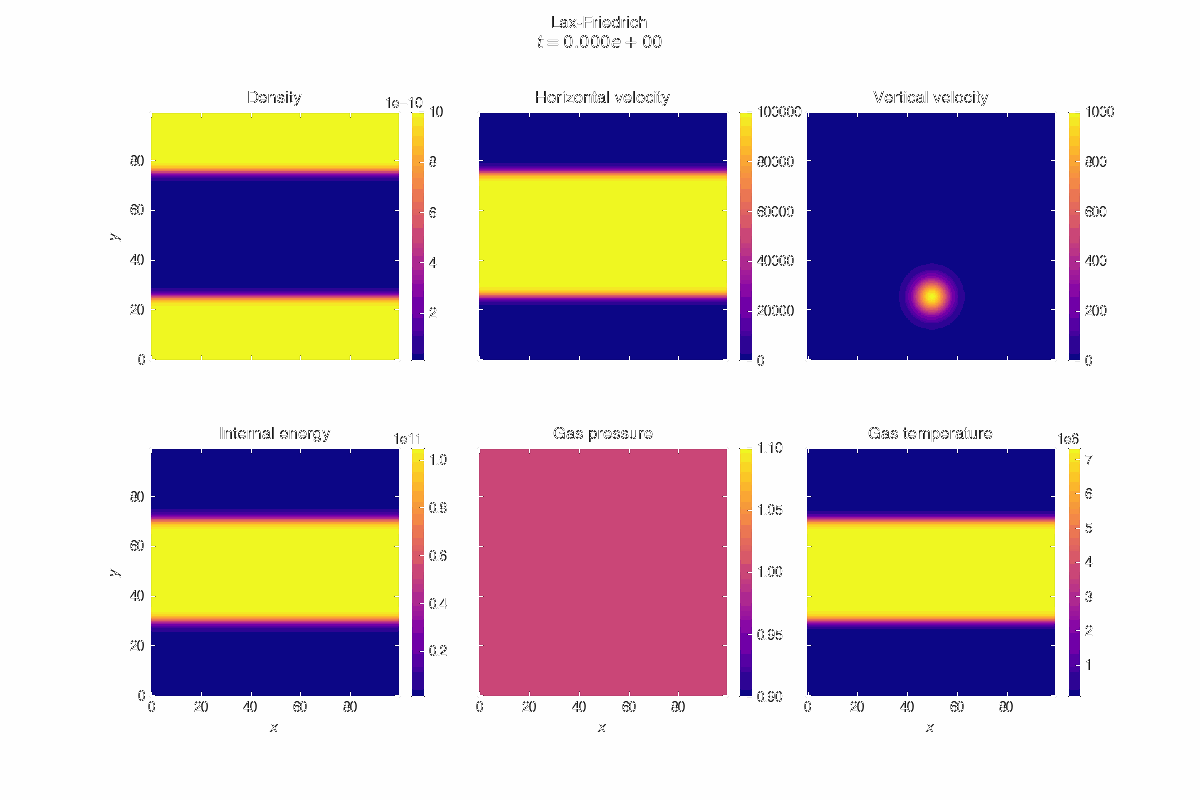 Lax-Friedrich
t = 0.000e + 00
Density
1e−10
Horizontal velocity
Vertical velocity
y
80
60
40
20
0
10
8
6
4
2
100000
80000
60000
40000
20000
0
1000
800
600
400
200
0
Internal energy
1e11
Gas pressure
Gas temperature
1e6
y
80
60
40
20
0
1.0
0.8
0.6
0.4
0.2
1.10
1.05
1.00
0.95
0.90
7
6
5
4
3
2
1
0 20 40 60 80
0 20 40 60 80
0 20 40 60 80
x
x
x